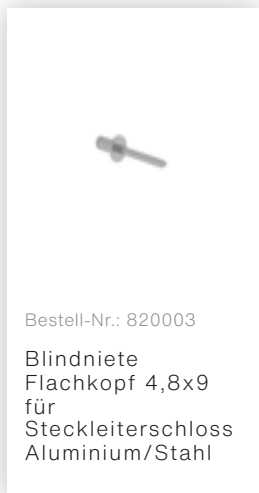 Bestell-Nr.: 820003
Blindniete
Flachkopf 4,8x9
für
Steckleiterschloss
Aluminium/Stahl